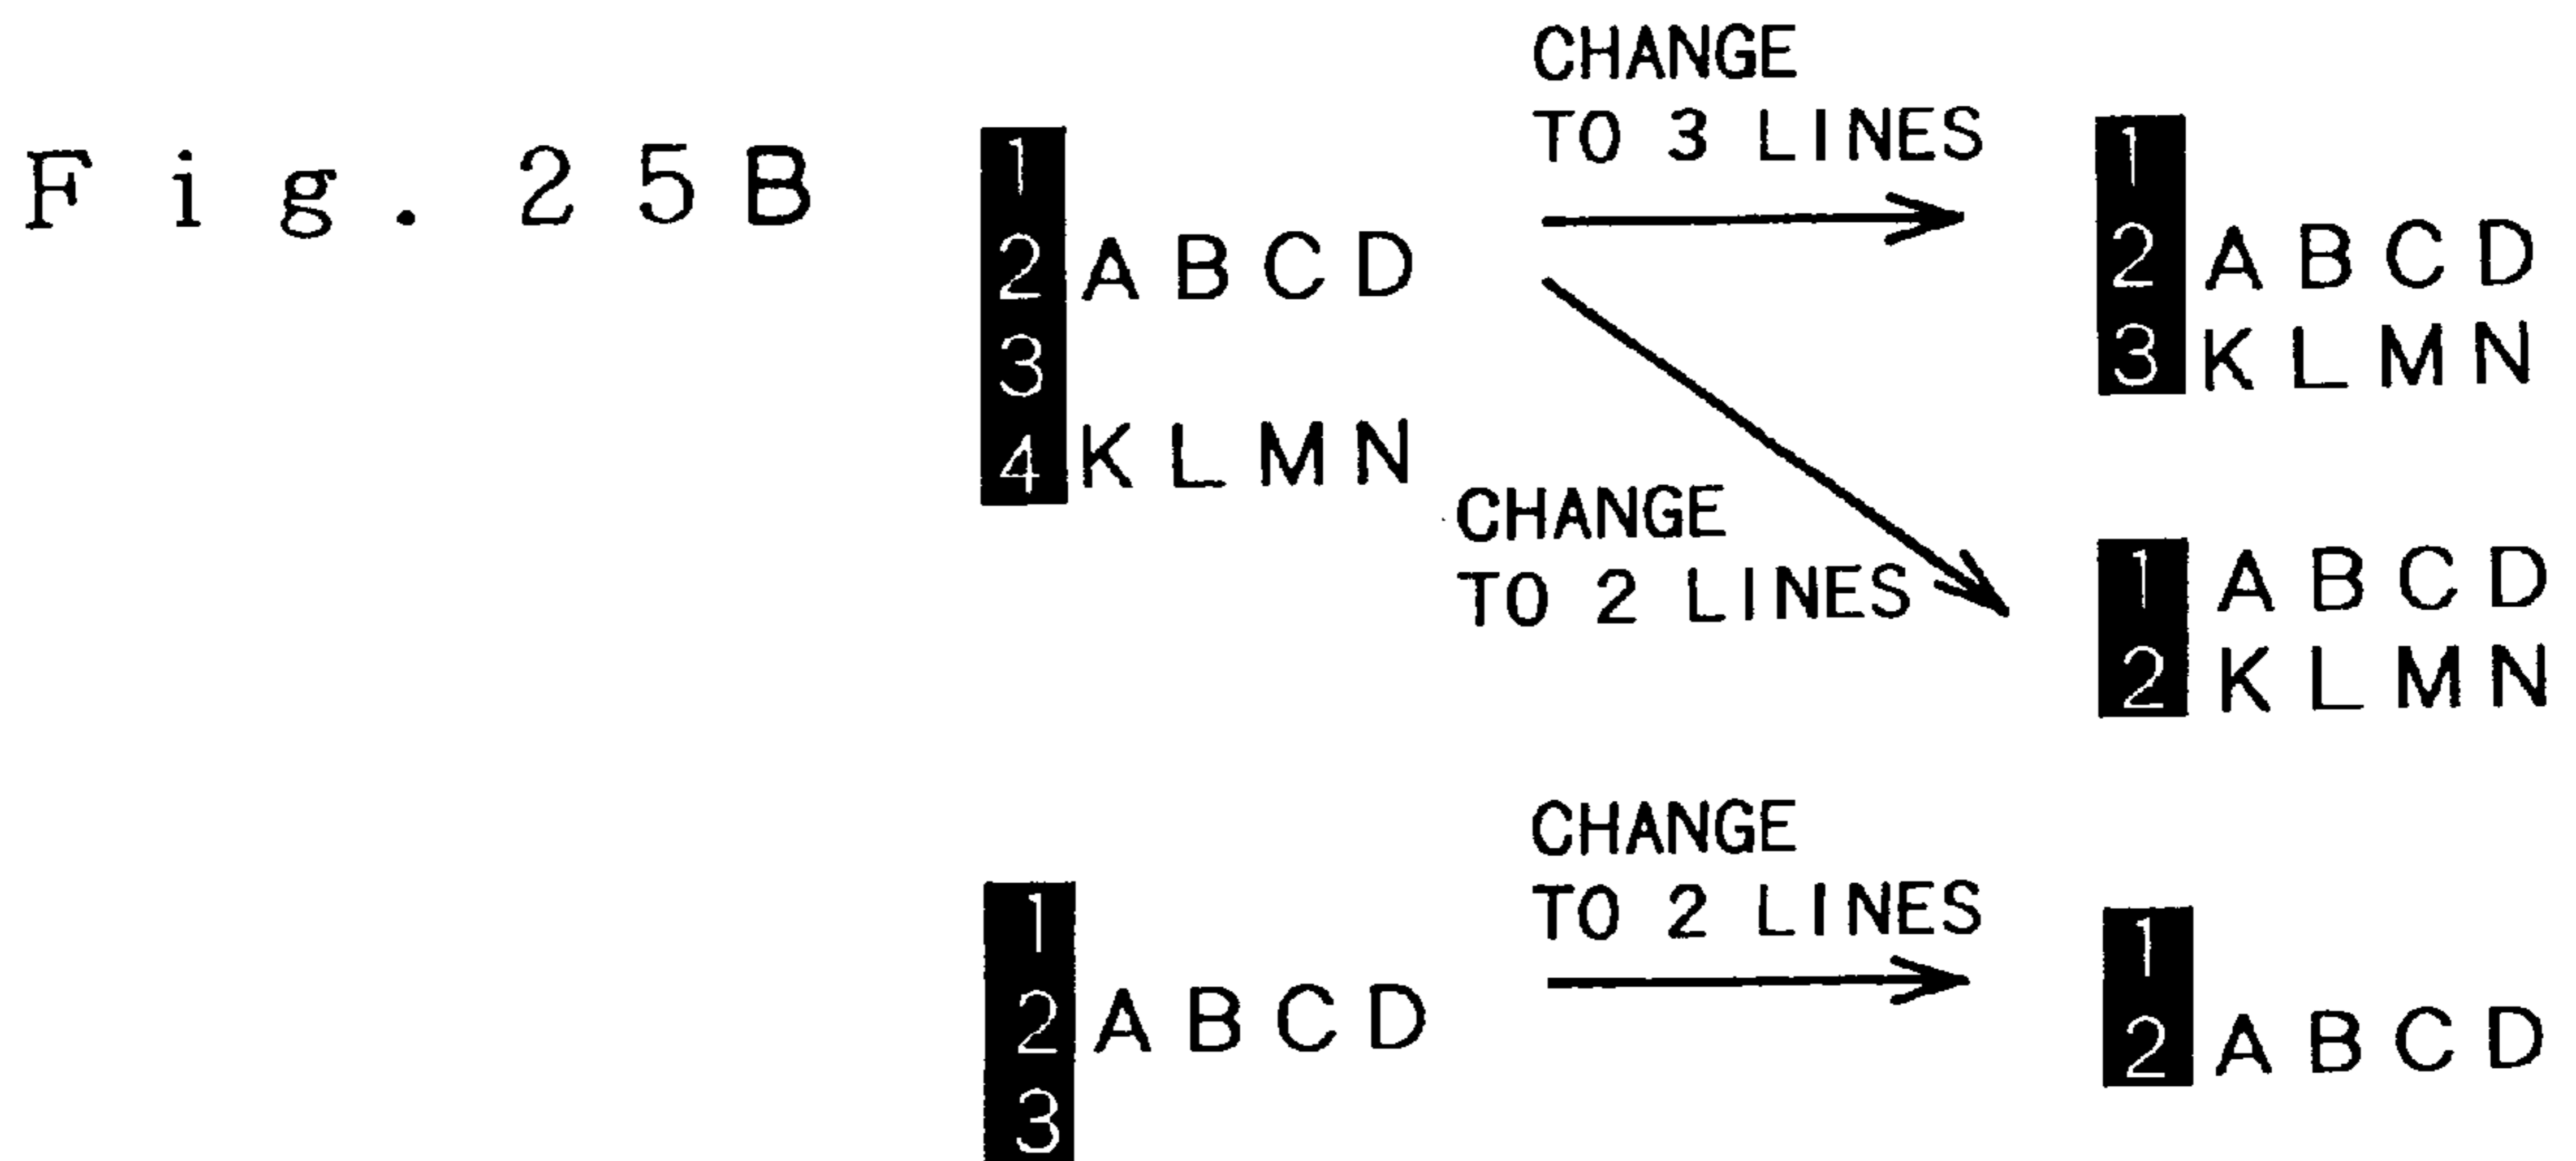 Fig. 25B
1
2 ABCD
3
4 KLMN
CHANGE
TO 3 LINES
1
2 ABCD
3 KLMN
CHANGE
TO 2 LINES
1 ABCD
2 KLMN
1
2 ABCD
3
CHANGE
TO 2 LINES
1
2 ABCD